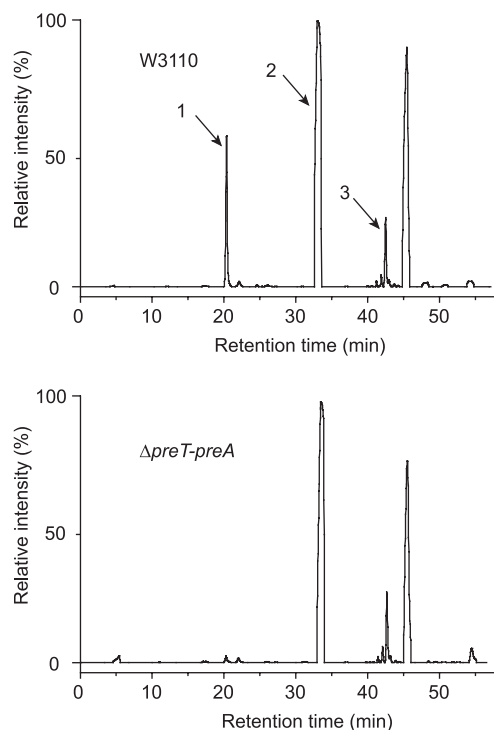 100
W3110
2
1
Relative intensity (%)
50
3
0
0 10 20 30 40 50
Retention time (min)
100
ΔpreT-preA
Relative intensity (%)
50
0
0 10 20 30 40 50
Retention time (min)